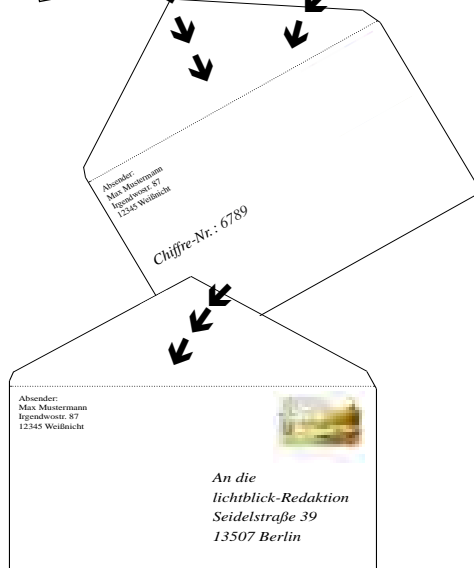 Absender:
Max Mustermann
Irgendwostr. 87
12345 Weißnicht
Chiffre-Nr.: 6789
Absender:
Max Mustermann
Irgendwostr. 87
12345 Weißnicht
An die
lichtblick-Redaktion
Seidelstraße 39
13507 Berlin